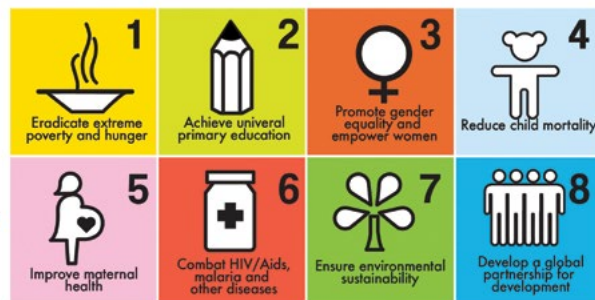 1
Eradicate extreme
poverty and hunger
2
Achieve univeral
primary education
3
Promote gender
equality and
empower women
4
Reduce child mortality
5
Improve maternal
health
6
Combat HIV/Aids,
malaria and
other diseases
7
Ensure environmental
sustainability
8
Develop a global
partnership for
development